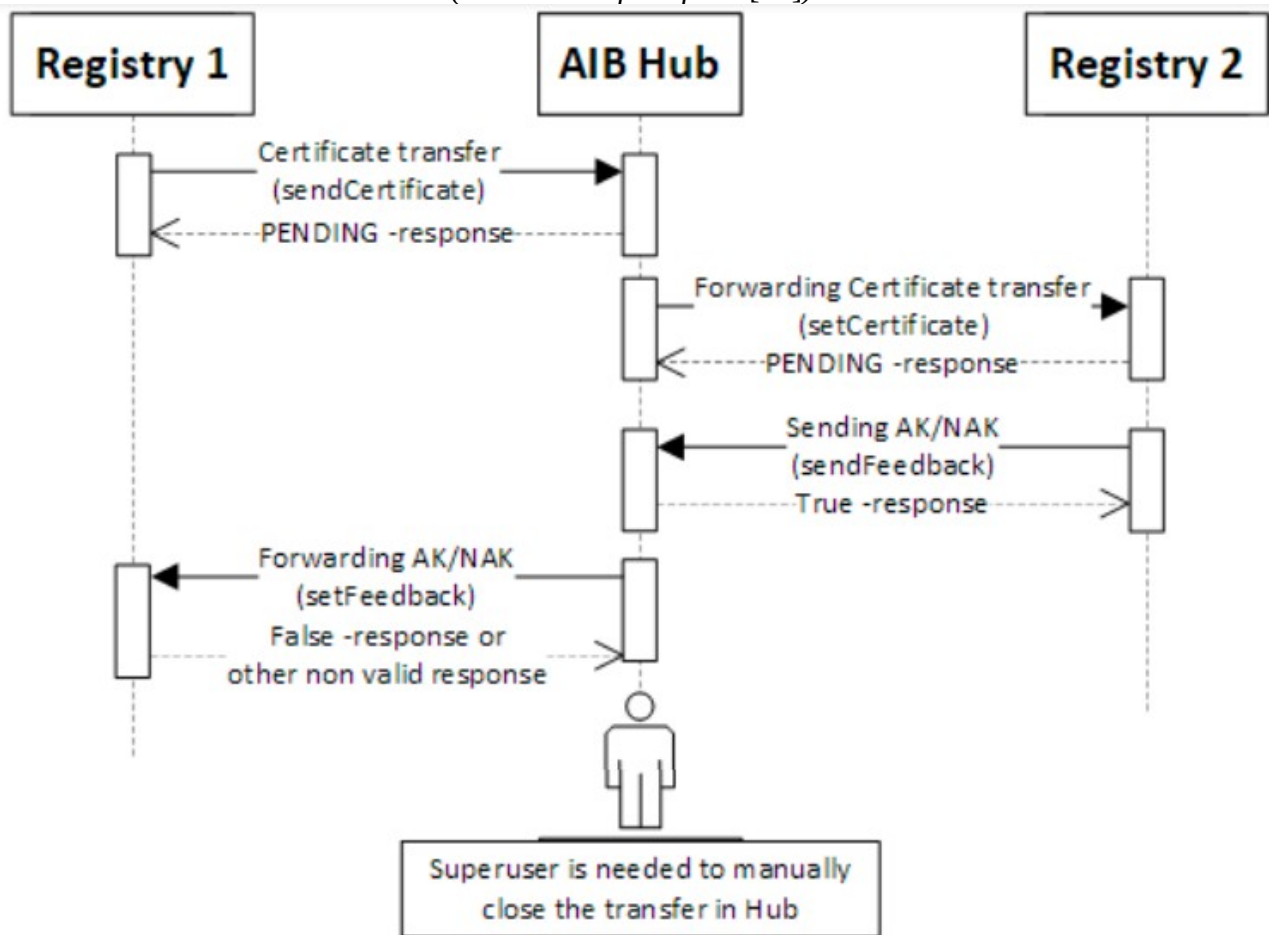 Registry 1
AIB Hub
Registry 2
Certificate transfer
(sendCertificate)
PENDING -response
Forwarding Certificate transfer
(setCertificate)
PENDING -response
Sending AK/NAK
(sendFeedback)
True -response
Forwarding AK/NAK
(setFeedback)
False -response or
other non valid response
Superuser is needed to manually
close the transfer in Hub